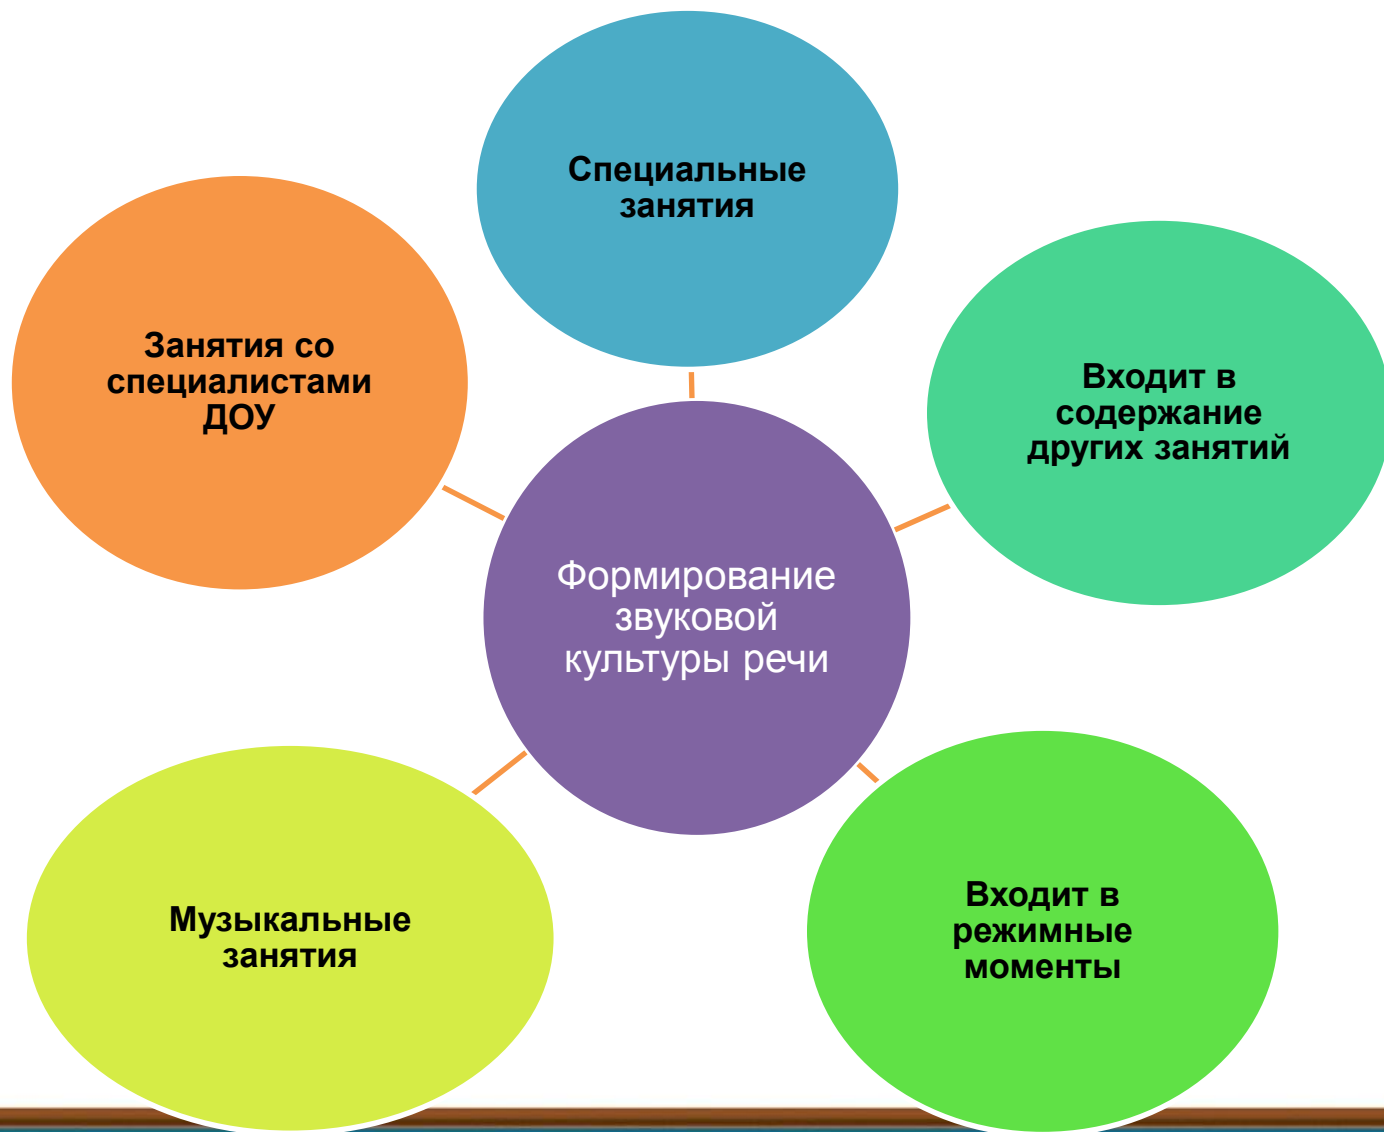 Специальные
занятия
Занятия со
специалистами
ДОУ
Входит в
содержание
других занятий
Формирование
звуковой
культуры речи
Музыкальные
занятия
Входит в
режимные
моменты